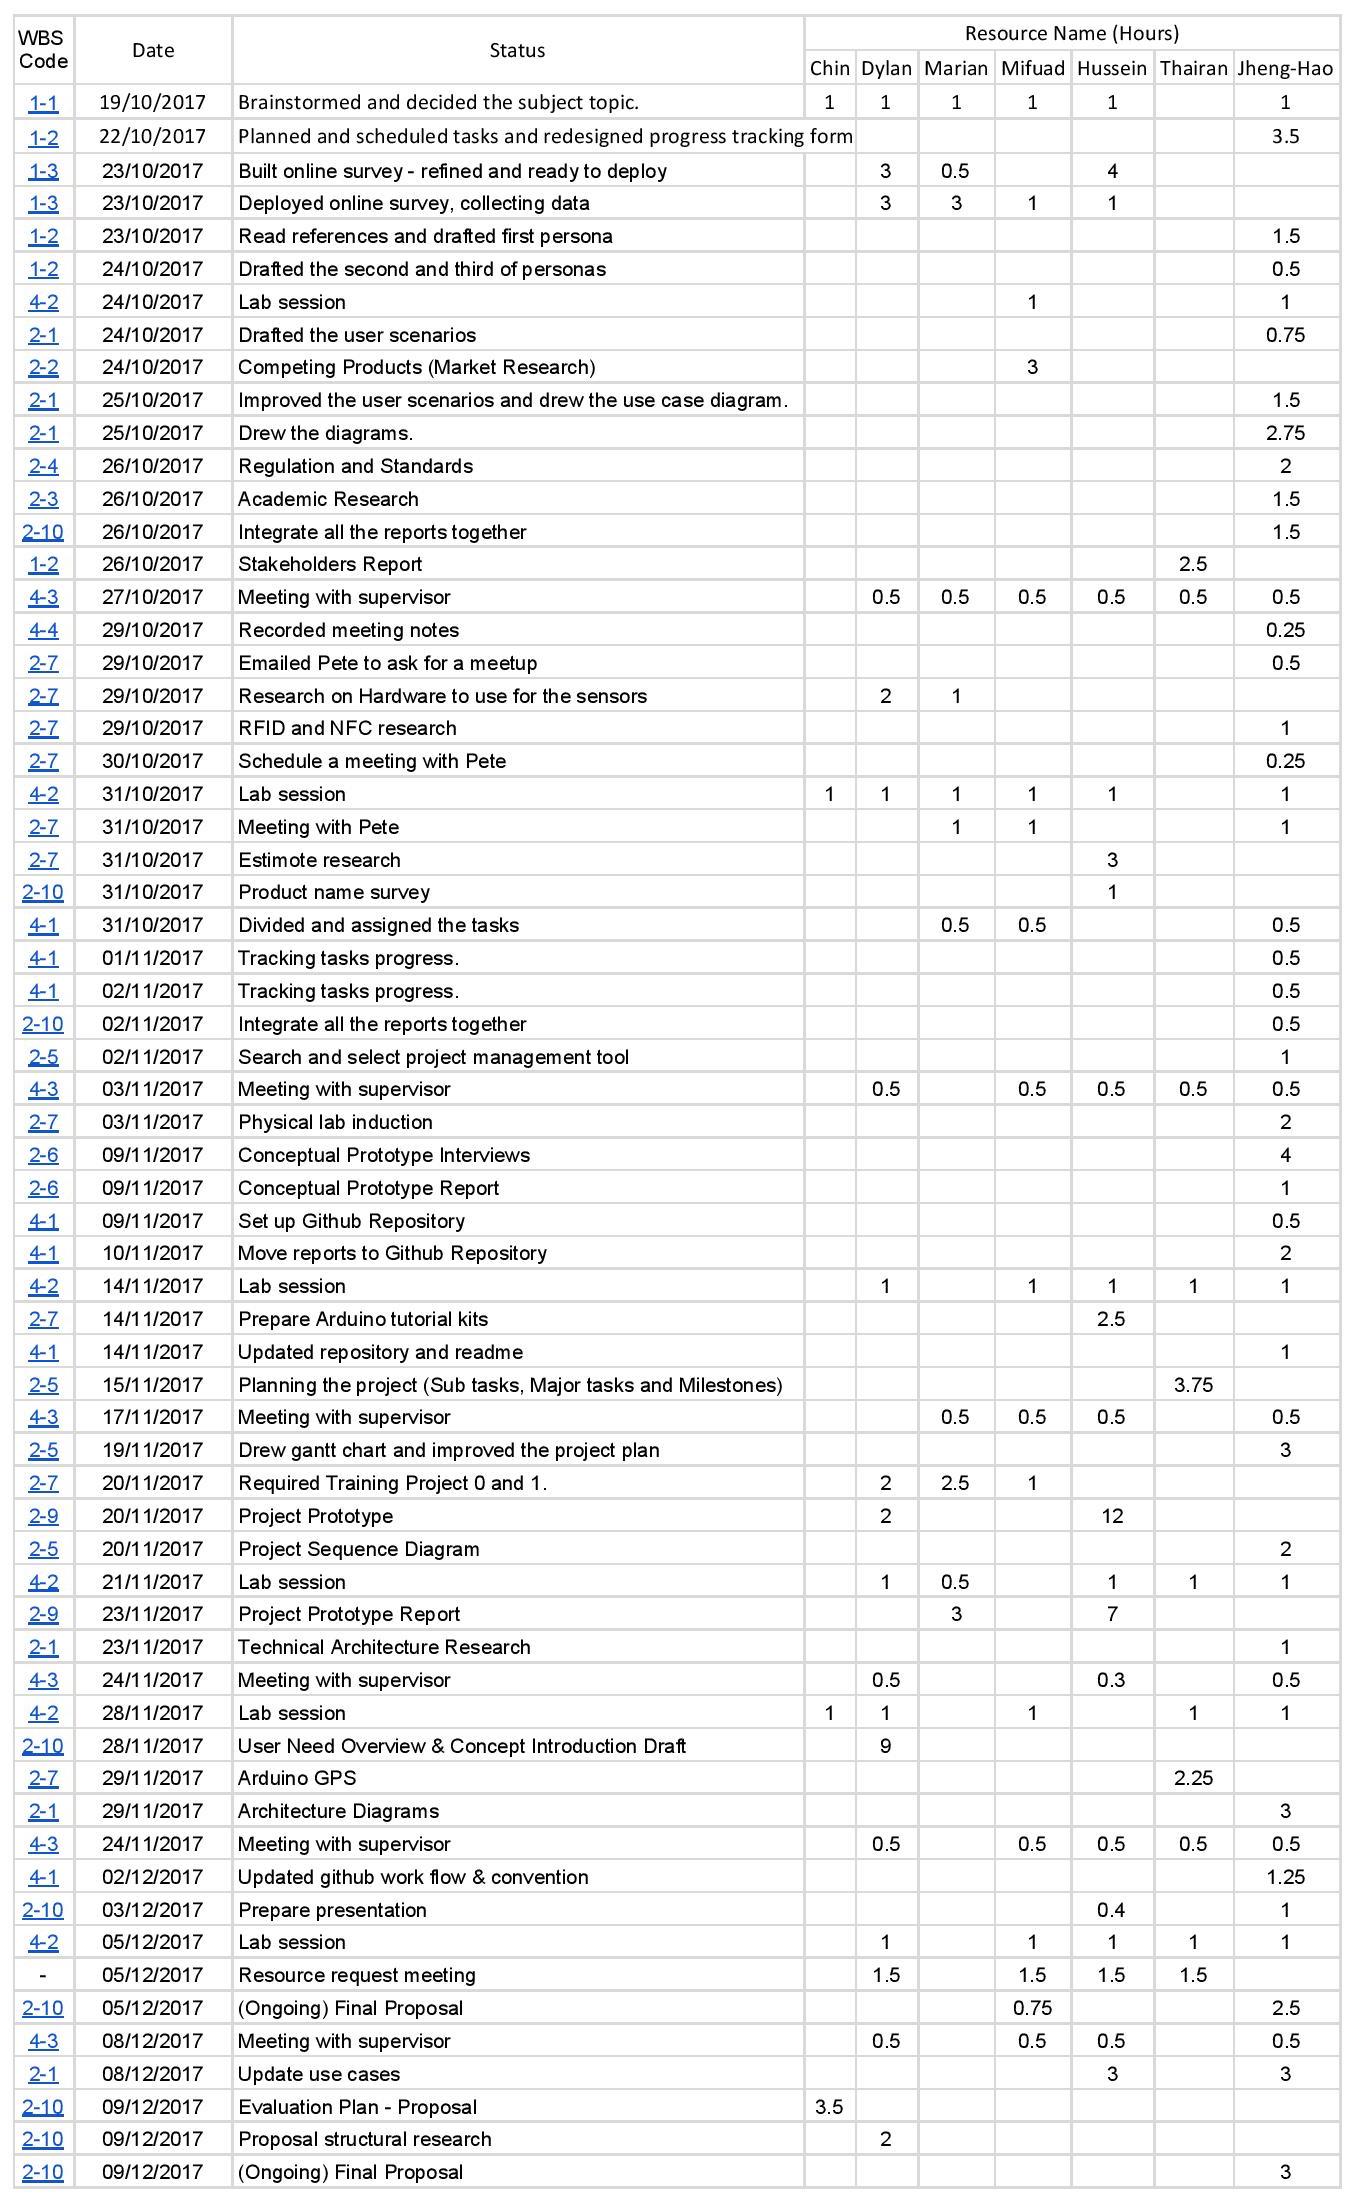 WBS Code Date Status Resource Name (Hours)
Chin Dylan Marian Mifuad Hussein Thairan Jheng-Hao
1-1 19/10/2017 Brainstormed and decided the subject topic. 1 1 1 1 1 1
1-2 22/10/2017 Planned and scheduled tasks and redesigned progress tracking form 3.5
1-3 23/10/2017 Built online survey - refined and ready to deploy 3 0.5 4
1-3 23/10/2017 Deployed online survey, collecting data 3 3 1 1
1-2 23/10/2017 Read references and drafted first persona 1.5
1-2 24/10/2017 Drafted the second and third of personas 0.5
4-2 24/10/2017 Lab session 1 1
2-1 24/10/2017 Drafted the user scenarios 0.75
2-2 24/10/2017 Competing Products (Market Research) 3
2-1 25/10/2017 Improved the user scenarios and drew the use case diagram. 1.5
2-1 25/10/2017 Drew the diagrams. 2.75
2-4 26/10/2017 Regulation and Standards 2
2-3 26/10/2017 Academic Research 1.5
2-10 26/10/2017 Integrate all the reports together 1.5
1-2 26/10/2017 Stakeholders Report 2.5
4-3 27/10/2017 Meeting with supervisor 0.5 0.5 0.5 0.5 0.5 0.5
4-4 29/10/2017 Recorded meeting notes 0.25
2-7 29/10/2017 Emailed Pete to ask for a meetup 0.5
2-7 29/10/2017 Research on Hardware to use for the sensors 2 1
2-7 29/10/2017 RFID and NFC research 1
2-7 30/10/2017 Schedule a meeting with Pete 0.25
4-2 31/10/2017 Lab session 1 1 1 1 1 1
2-7 31/10/2017 Meeting with Pete 1 1 1
2-7 31/10/2017 Estimote research 3
2-10 31/10/2017 Product name survey 1
4-1 31/10/2017 Divided and assigned the tasks 0.5 0.5 0.5
4-1 01/11/2017 Tracking tasks progress. 0.5
4-1 02/11/2017 Tracking tasks progress. 0.5
2-10 02/11/2017 Integrate all the reports together 0.5
2-5 02/11/2017 Search and select project management tool 1
4-3 03/11/2017 Meeting with supervisor 0.5 0.5 0.5 0.5 0.5
2-7 03/11/2017 Physical lab induction 2
2-6 09/11/2017 Conceptual Prototype Interviews 4
2-6 09/11/2017 Conceptual Prototype Report 1
4-1 09/11/2017 Set up Github Repository 0.5
4-1 10/11/2017 Move reports to Github Repository 2
4-2 14/11/2017 Lab session 1 1 1 1 1
2-7 14/11/2017 Prepare Arduino tutorial kits 2.5
4-1 14/11/2017 Updated repository and readme 1
2-5 15/11/2017 Planning the project (Sub tasks, Major tasks and Milestones) 3.75
4-3 17/11/2017 Meeting with supervisor 0.5 0.5 0.5 0.5
2-5 19/11/2017 Drew gantt chart and improved the project plan 3
2-7 20/11/2017 Required Training Project 0 and 1. 2 2.5 1
2-9 20/11/2017 Project Prototype 2 12
2-5 20/11/2017 Project Sequence Diagram 2
4-2 21/11/2017 Lab session 1 0.5 1 1 1
2-9 23/11/2017 Project Prototype Report 3 7
2-1 23/11/2017 Technical Architecture Research 1
4-3 24/11/2017 Meeting with supervisor 0.5 0.3 0.5
4-2 28/11/2017 Lab session 1 1 1 1 1
2-10 28/11/2017 User Need Overview & Concept Introduction Draft 9
2-7 29/11/2017 Arduino GPS 2.25
2-1 29/11/2017 Architecture Diagrams 3
4-3 24/11/2017 Meeting with supervisor 0.5 0.5 0.5 0.5 0.5
4-1 02/12/2017 Updated github work flow & convention 1.25
2-10 03/12/2017 Prepare presentation 0.4 1
4-2 05/12/2017 Lab session 1 1 1 1 1
- 05/12/2017 Resource request meeting 1.5 1.5 1.5 1.5
2-10 05/12/2017 (Ongoing) Final Proposal 0.75 2.5
4-3 08/12/2017 Meeting with supervisor 0.5 0.5 0.5 0.5
2-1 08/12/2017 Update use cases 3 3
2-10 09/12/2017 Evaluation Plan - Proposal 3.5
2-10 09/12/2017 Proposal structural research 2
2-10 09/12/2017 (Ongoing) Final Proposal 3